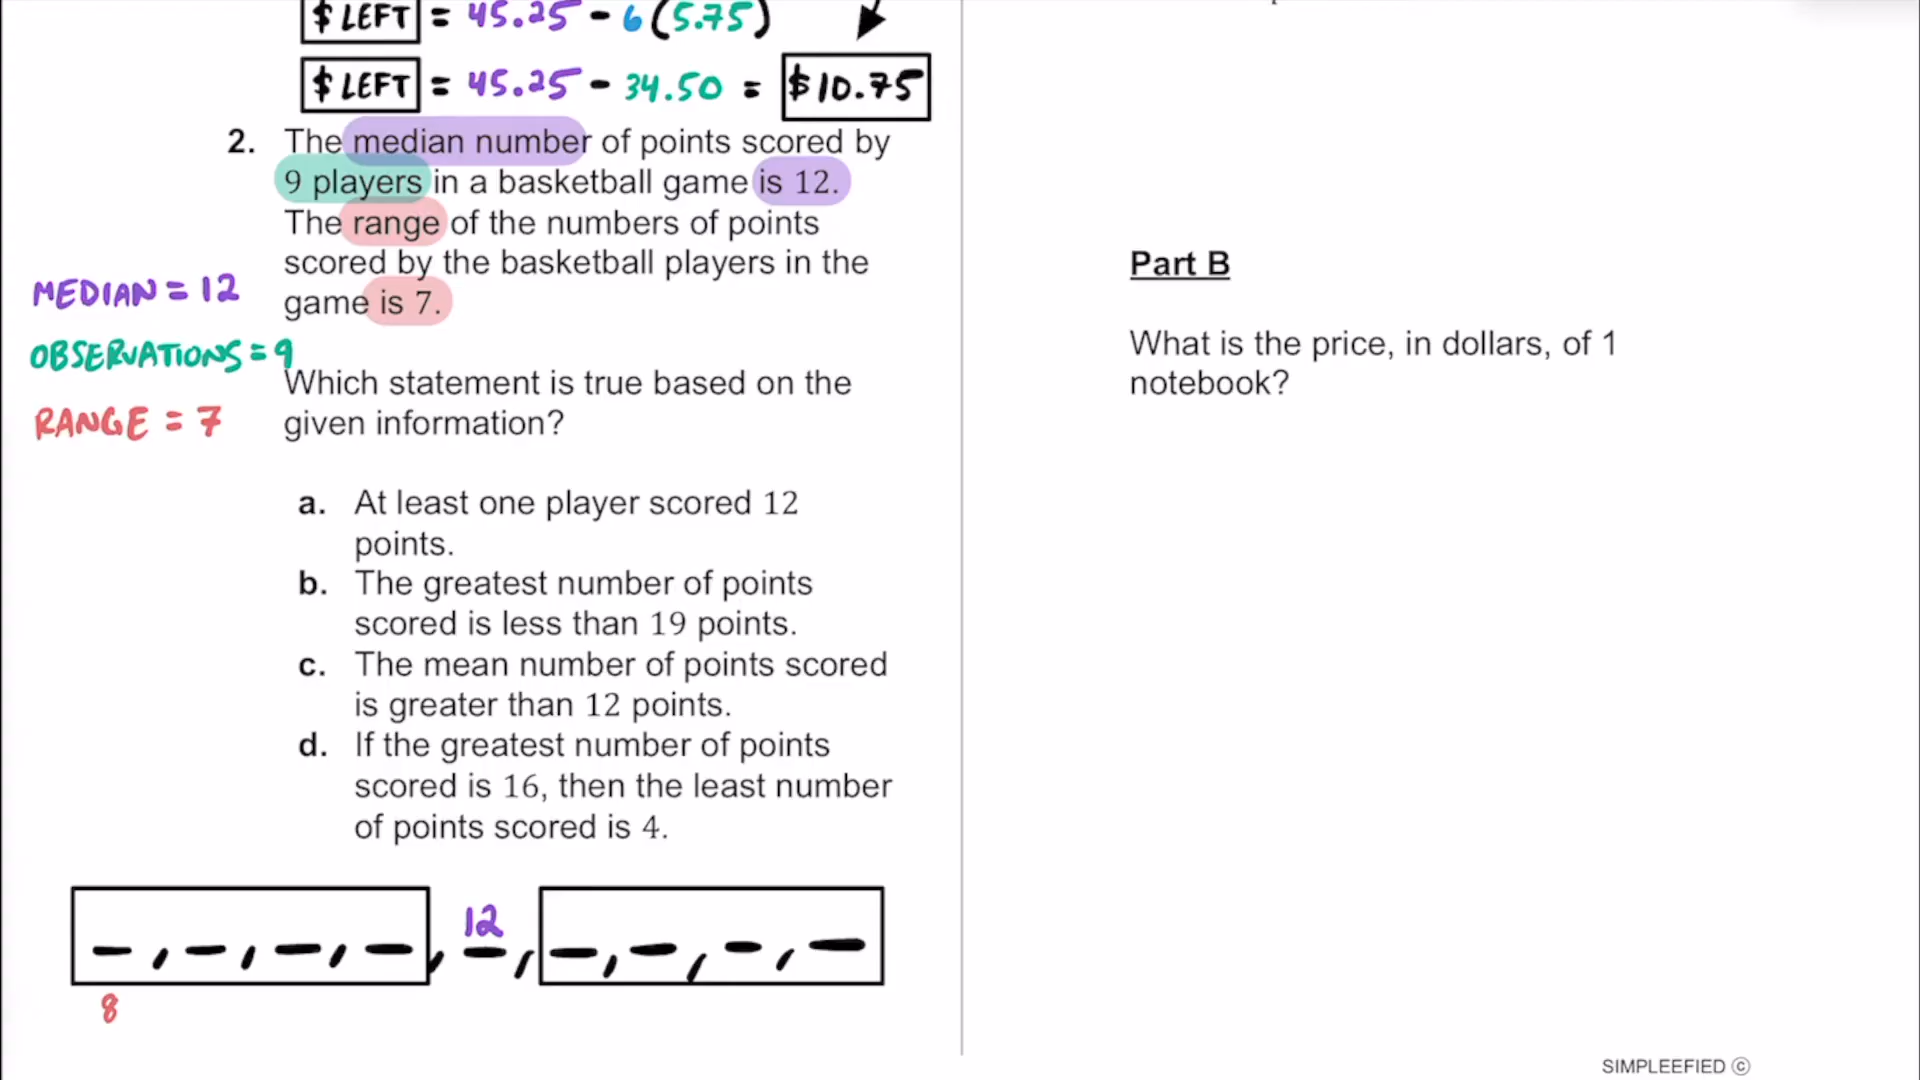 $ LEFT = 45.25 - 6 (5.75)
$ LEFT = 45.25 - 34.50 = $10.75
2. The median number of points scored by
9 players in a basketball game is 12.
The range of the numbers of points
scored by the basketball players in the
game is 7.
MEDIAN = 12
OBSERVATIONS = 9
RANGE = 7
Which statement is true based on the
given information?
a. At least one player scored 12
points.
b. The greatest number of points
scored is less than 19 points.
c. The mean number of points scored
is greater than 12 points.
d. If the greatest number of points
scored is 16, then the least number
of points scored is 4.
12
_ , _ , _ , _ , _ , _ , _ , _ , _
8
Part B
What is the price, in dollars, of 1
notebook?
SIMPLEEFIED ©